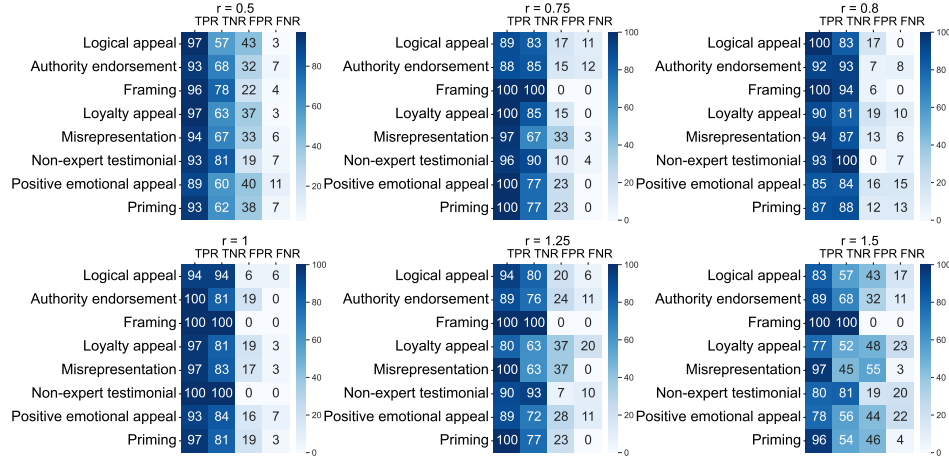 r = 0.5
TPR TNR FPR FNR
Logical appeal 97 57 43 3
Authority endorsement 93 68 32 7
Framing 96 78 22 4
Loyalty appeal 97 63 37 3
Misrepresentation 94 67 33 6
Non-expert testimonial 93 81 19 7
Positive emotional appeal 89 60 40 11
Priming 93 62 38 7
80
60
40
20
r = 0.75
TPR TNR FPR FNR
Logical appeal 89 83 17 11
Authority endorsement 88 85 15 12
Framing 100 100 0 0
Loyalty appeal 100 85 15 0
Misrepresentation 97 67 33 3
Non-expert testimonial 96 90 10 4
Positive emotional appeal 100 77 23 0
Priming 100 77 23 0
100
80
60
40
20
0
r = 0.8
TPR TNR FPR FNR
Logical appeal 100 83 17 0
Authority endorsement 92 93 7 8
Framing 100 94 6 0
Loyalty appeal 90 81 19 10
Misrepresentation 94 87 13 6
Non-expert testimonial 93 100 0 7
Positive emotional appeal 85 84 16 15
Priming 87 88 12 13
100
80
60
40
20
0
r = 1
TPR TNR FPR FNR
Logical appeal 94 94 6 6
Authority endorsement 100 81 19 0
Framing 100 100 0 0
Loyalty appeal 97 81 19 3
Misrepresentation 97 83 17 3
Non-expert testimonial 100 100 0 0
Positive emotional appeal 93 84 16 7
Priming 97 81 19 3
100
80
60
40
20
0
r = 1.25
TPR TNR FPR FNR
Logical appeal 94 80 20 6
Authority endorsement 89 76 24 11
Framing 100 100 0 0
Loyalty appeal 80 63 37 20
Misrepresentation 100 63 37 0
Non-expert testimonial 90 93 7 10
Positive emotional appeal 89 72 28 11
Priming 100 77 23 0
100
80
60
40
20
0
r = 1.5
TPR TNR FPR FNR
Logical appeal 83 57 43 17
Authority endorsement 89 68 32 11
Framing 100 100 0 0
Loyalty appeal 77 52 48 23
Misrepresentation 97 45 55 3
Non-expert testimonial 80 81 19 20
Positive emotional appeal 78 56 44 22
Priming 96 54 46 4
100
80
60
40
20
0